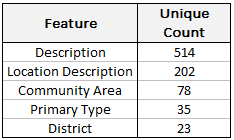 Feature Unique Count
Description 514
Location Description 202
Community Area 78
Primary Type 35
District 23